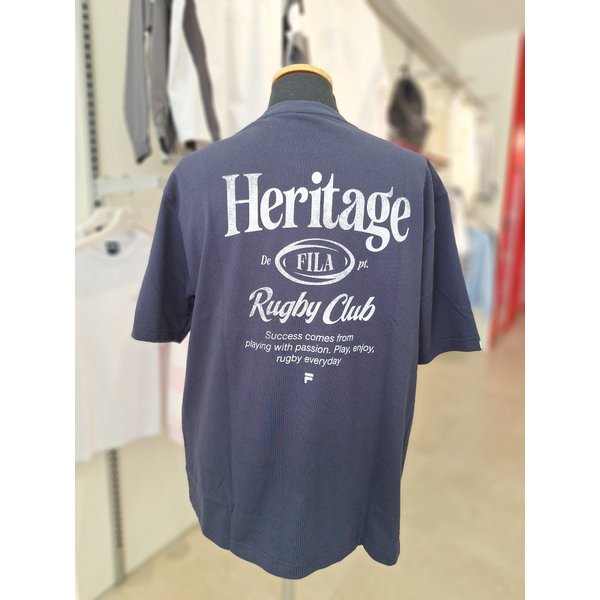 Heritage
De FILA pt.
Rugby Club
Success comes from
playing with passion. Play, enjoy,
rugby everyday
F